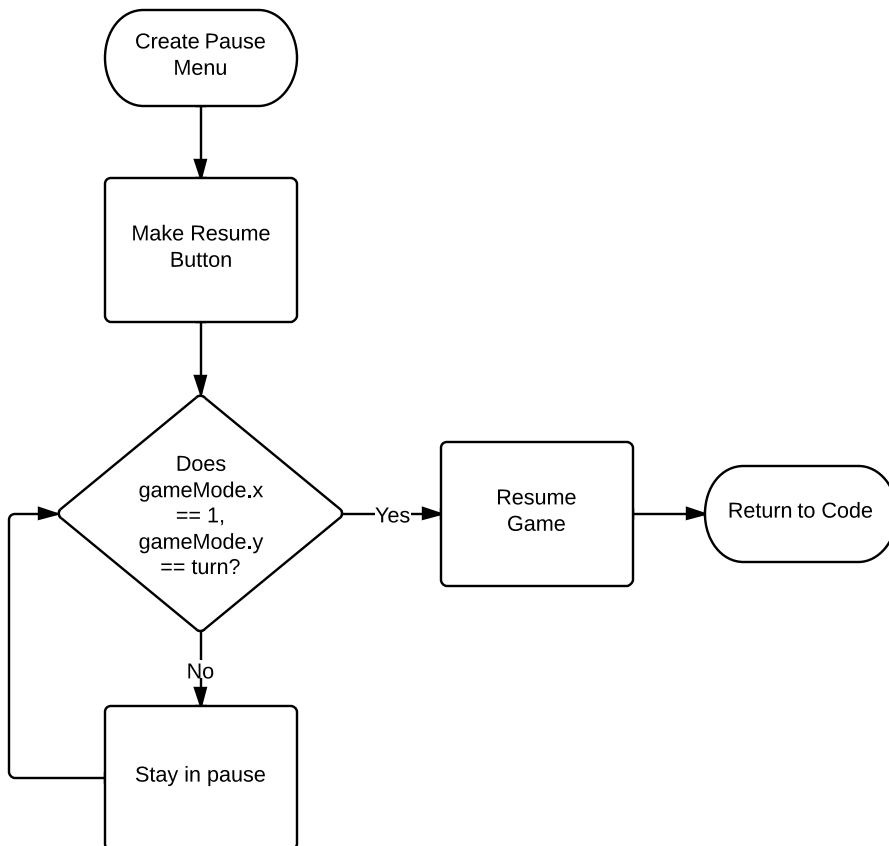 Create Pause
Menu
Make Resume
Button
Does
gameMode.x
== 1,
gameMode.y
== turn?
Yes
Resume
Game
Return to Code
No
Stay in pause